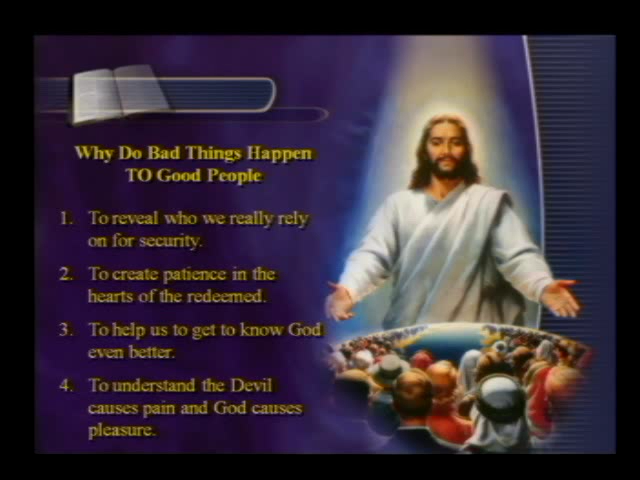 Why Do Bad Things Happen
TO Good People
1. To reveal who we really rely
on for security.
2. To create patience in the
hearts of the redeemed.
3. To help us to get to know God
even better.
4. To understand the Devil
causes pain and God causes
pleasure.